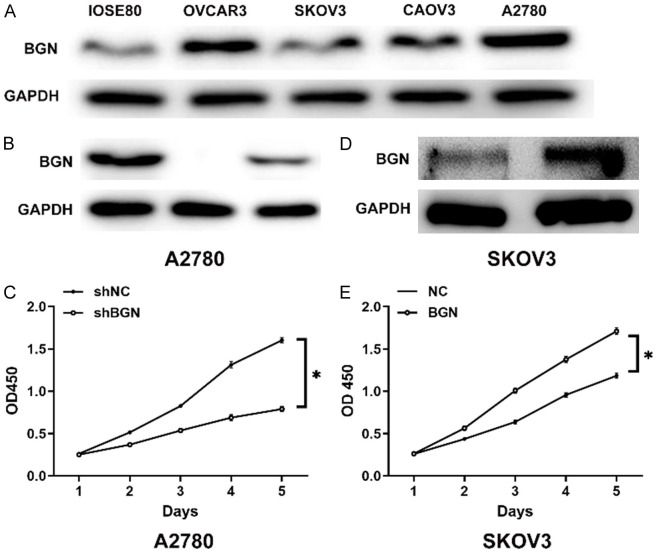 A IOSE80 OVCAR3 SKOV3 CAOV3 A2780
BGN
GAPDH
B
BGN
GAPDH
A2780
D
BGN
GAPDH
SKOV3
C
shNC
shBGN
OD450
2.0
1.5
1.0
0.5
0.0
*
1 2 3 4 5
Days
A2780
E
NC
BGN
OD 450
2.0
1.5
1.0
0.5
0.0
*
1 2 3 4 5
Days
SKOV3